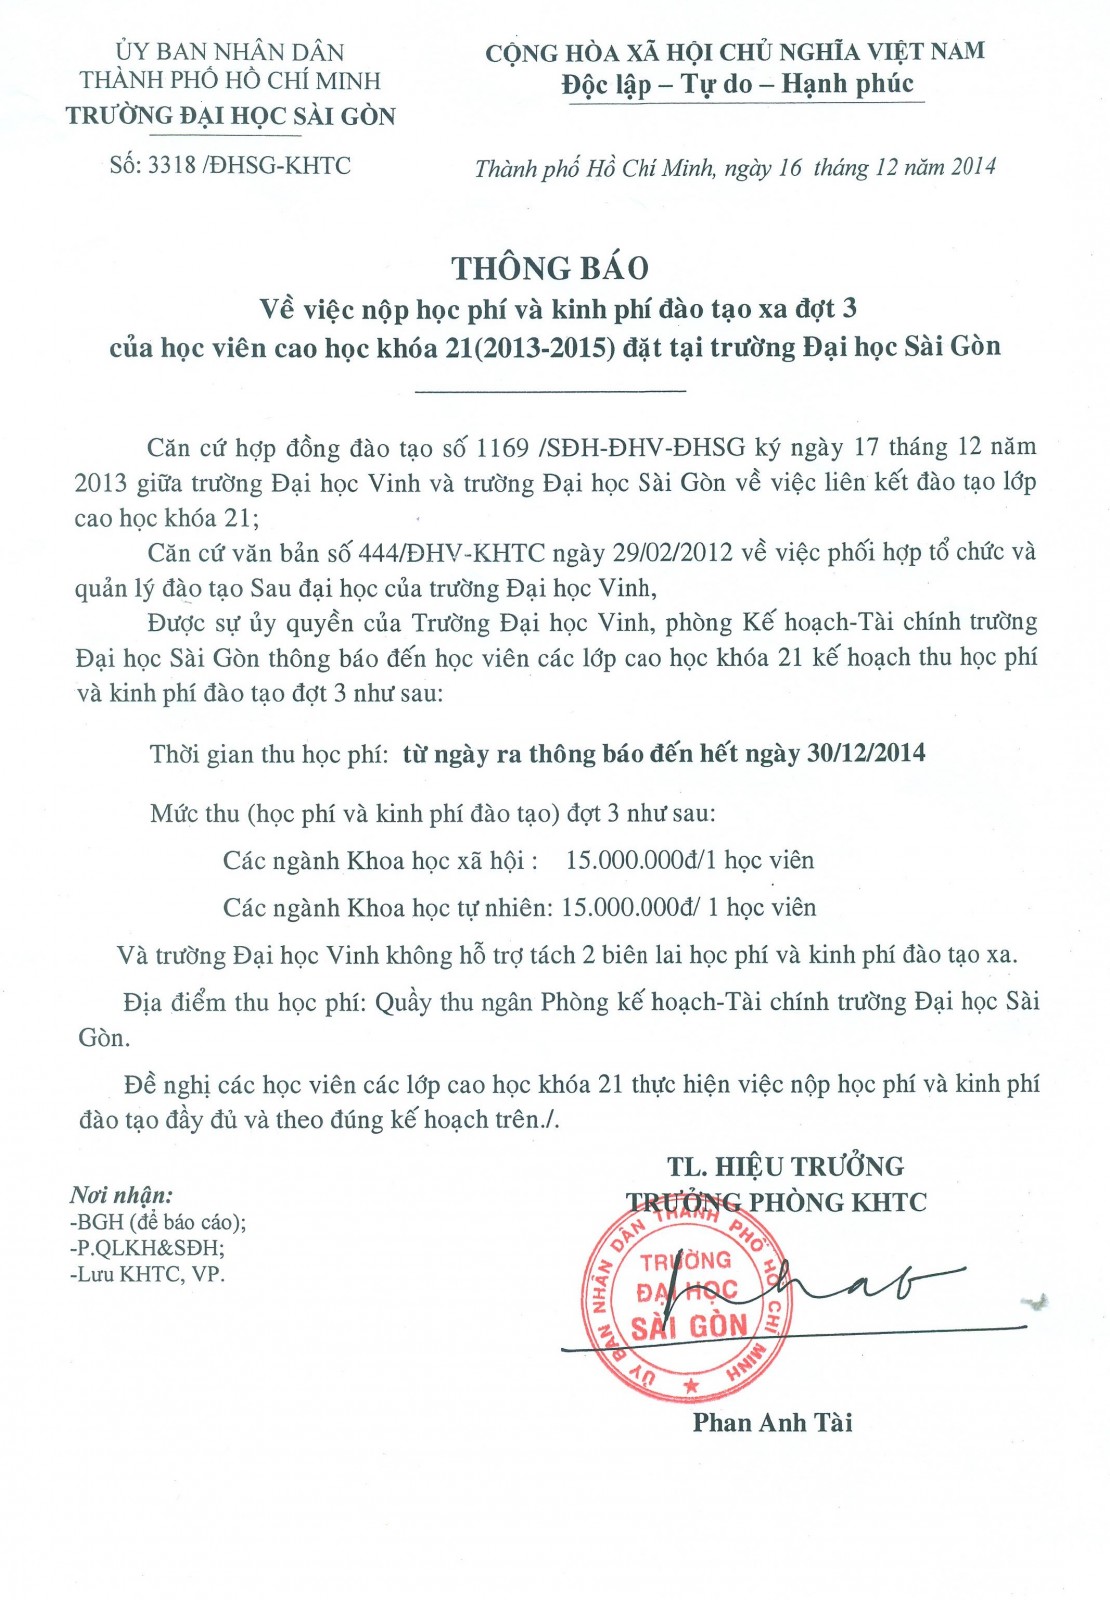 ỦY BAN NHÂN DÂN
THÀNH PHỐ HỒ CHÍ MINH
TRƯỜNG ĐẠI HỌC SÀI GÒN
Số: 3318 /ĐHSG-KHTC
CỘNG HÒA XÃ HỘI CHỦ NGHĨA VIỆT NAM
Độc lập – Tự do – Hạnh phúc
Thành phố Hồ Chí Minh, ngày 16 tháng 12 năm 2014
THÔNG BÁO
Về việc nộp học phí và kinh phí đào tạo xa đợt 3
của học viên cao học khóa 21(2013-2015) đặt tại trường Đại học Sài Gòn
Căn cứ hợp đồng đào tạo số 1169 /SĐH-ĐHV-ĐHSG ký ngày 17 tháng 12 năm
2013 giữa trường Đại học Vinh và trường Đại học Sài Gòn về việc liên kết đào tạo lớp
cao học khóa 21;
Căn cứ văn bản số 444/ĐHV-KHTC ngày 29/02/2012 về việc phối hợp tổ chức và
quản lý đào tạo Sau đại học của trường Đại học Vinh,
Được sự ủy quyền của Trường Đại học Vinh, phòng Kế hoạch-Tài chính trường
Đại học Sài Gòn thông báo đến học viên các lớp cao học khóa 21 kế hoạch thu học phí
và kinh phí đào tạo đợt 3 như sau:
Thời gian thu học phí: từ ngày ra thông báo đến hết ngày 30/12/2014
Mức thu (học phí và kinh phí đào tạo) đợt 3 như sau:
Các ngành Khoa học xã hội : 15.000.000đ/1 học viên
Các ngành Khoa học tự nhiên: 15.000.000đ/ 1 học viên
Và trường Đại học Vinh không hỗ trợ tách 2 biên lai học phí và kinh phí đào tạo xa.
Địa điểm thu học phí: Quầy thu ngân Phòng kế hoạch-Tài chính trường Đại học Sài
Gòn.
Đề nghị các học viên các lớp cao học khóa 21 thực hiện việc nộp học phí và kinh phí
đào tạo đầy đủ và theo đúng kế hoạch trên./.
Nơi nhận:
-BGH (để báo cáo);
-P.QLKH&SĐH;
-Lưu KHTC, VP.
TL. HIỆU TRƯỞNG
TRƯỞNG PHÒNG KHTC
ỦY BAN NHÂN DÂN THÀNH PHỐ HỒ CHÍ MINH
TRƯỜNG
ĐẠI HỌC
SÀI GÒN
Phan Anh Tài